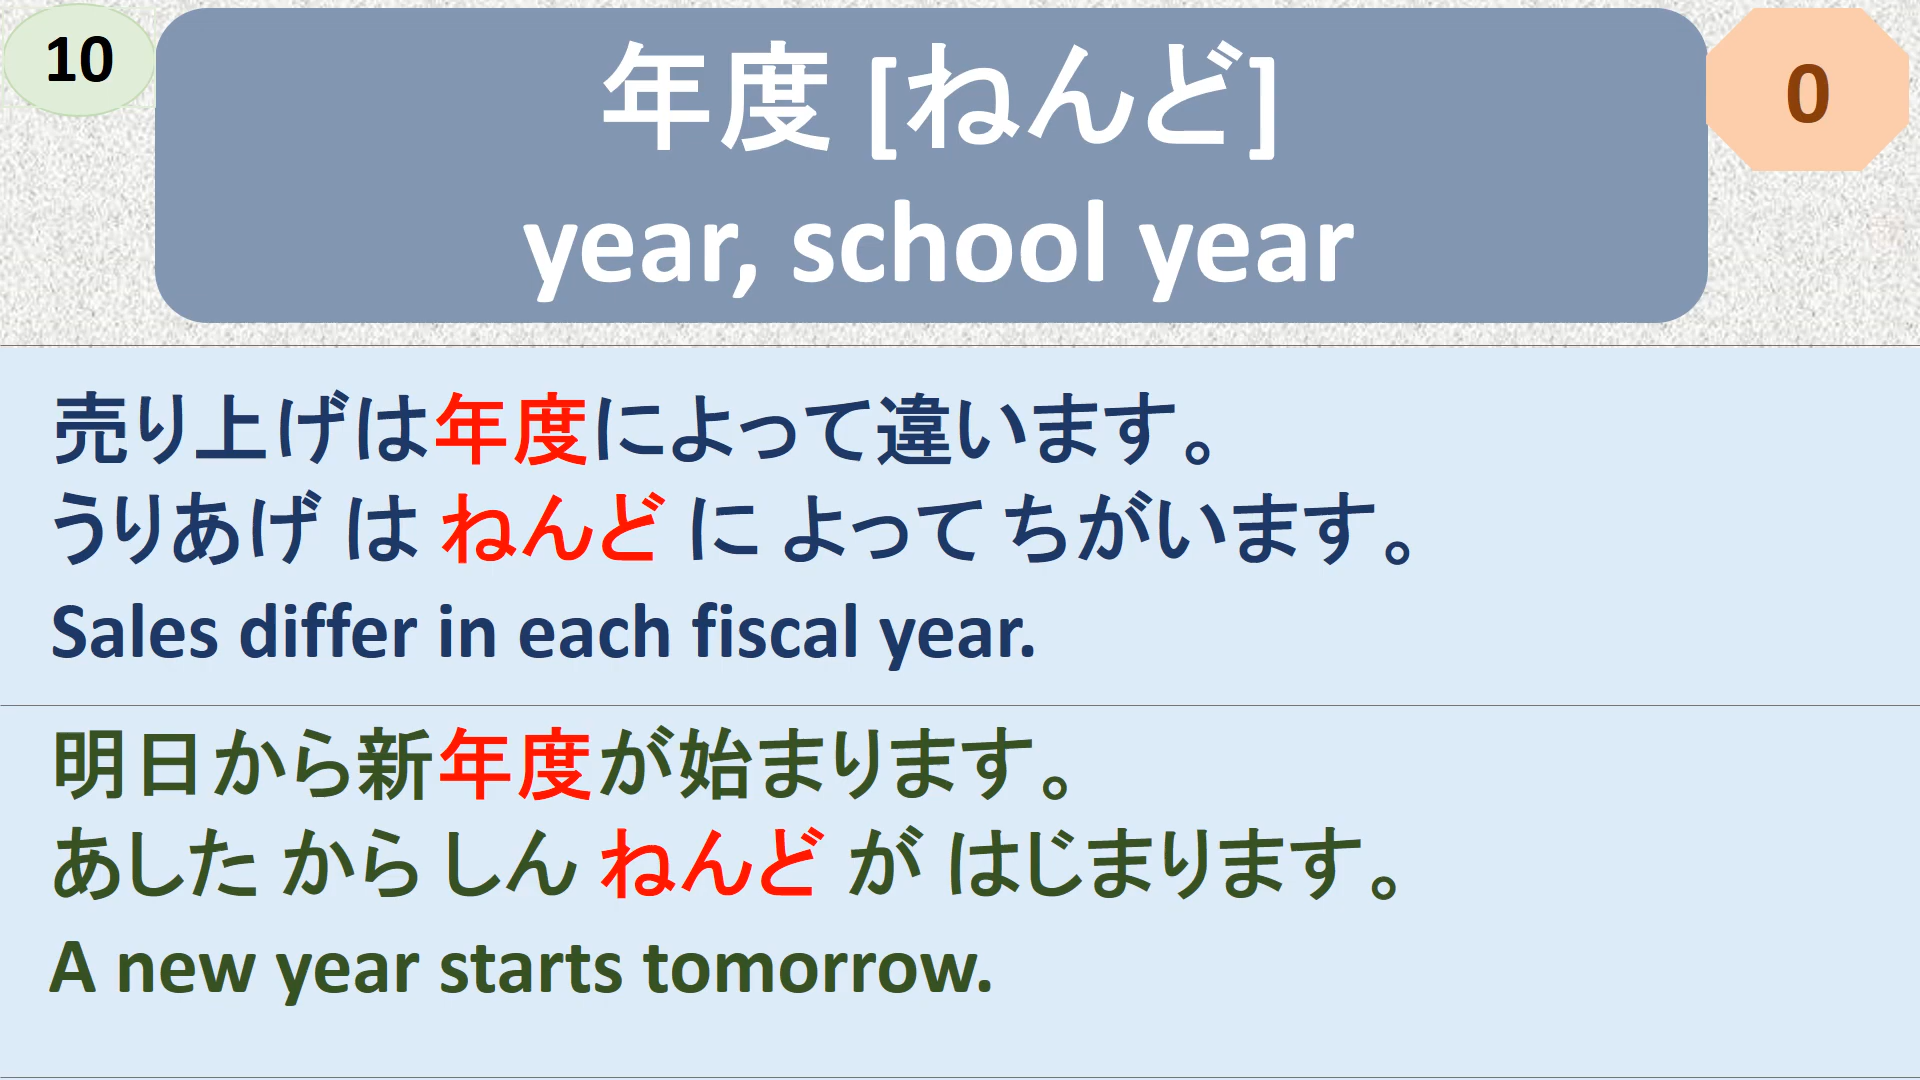 10
年度 [ねんど]
year, school year
0
売り上げは年度によって違います。
うりあげ は ねんど に よって ちがいます。
Sales differ in each fiscal year.
明日から新年度が始まります。
あした から しん ねんど が はじまります。
A new year starts tomorrow.